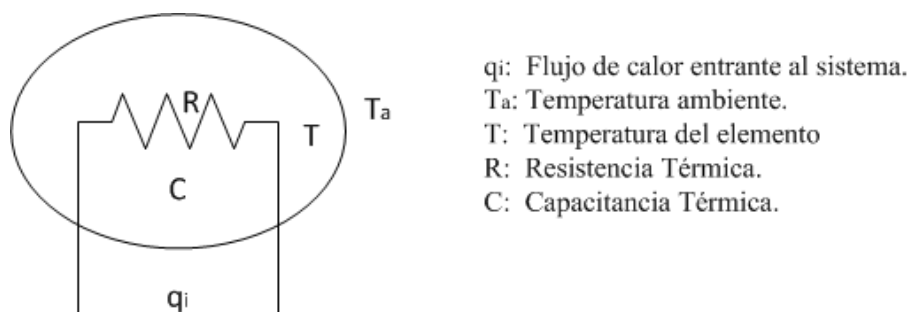 R
T
Ta
C
qi
qi: Flujo de calor entrante al sistema.
Ta: Temperatura ambiente.
T: Temperatura del elemento
R: Resistencia Térmica.
C: Capacitancia Térmica.